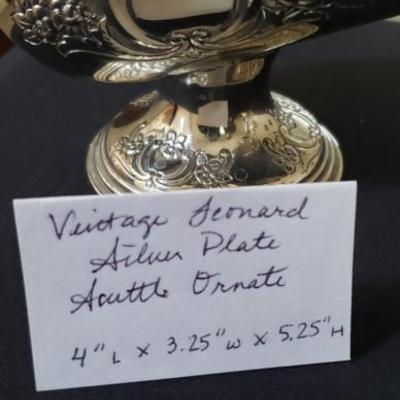 Vintage Leonard
Silver Plate
Scuttle Ornate
4" L x 3.25" W x 5.25" H